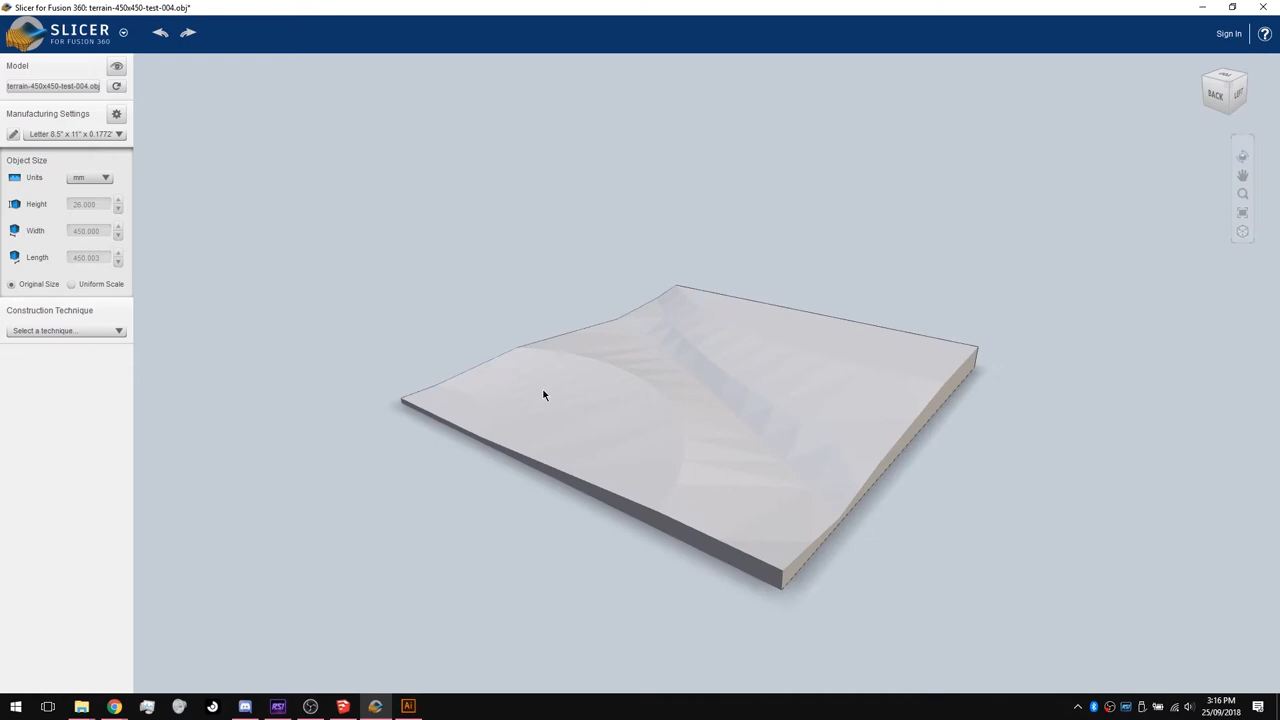 Slicer for Fusion 360: terrain-450x450-test-004.obj*
SLICER
FOR FUSION 360
Sign In
?
Model
terrain-450x450-test-004.obj
Manufacturing Settings
Letter 8.5" x 11" x 0.1772"
Object Size
Units mm
Height 26.000
Width 450.000
Length 450.003
Original Size Uniform Scale
Construction Technique
Select a technique...
TOP
BACK LEFT
RSI Ai
3:16 PM
25/09/2018